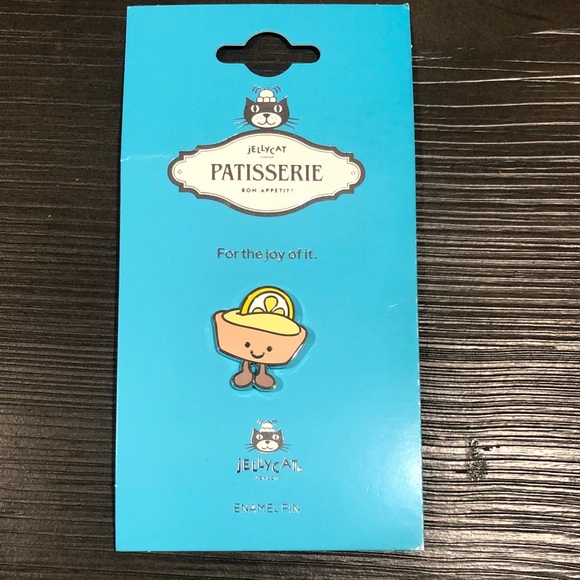 JELLYCAT
LONDON
PATISSERIE
BON APPETIT!
For the joy of it.
JELLYCAT
LONDON
ENAMEL PIN